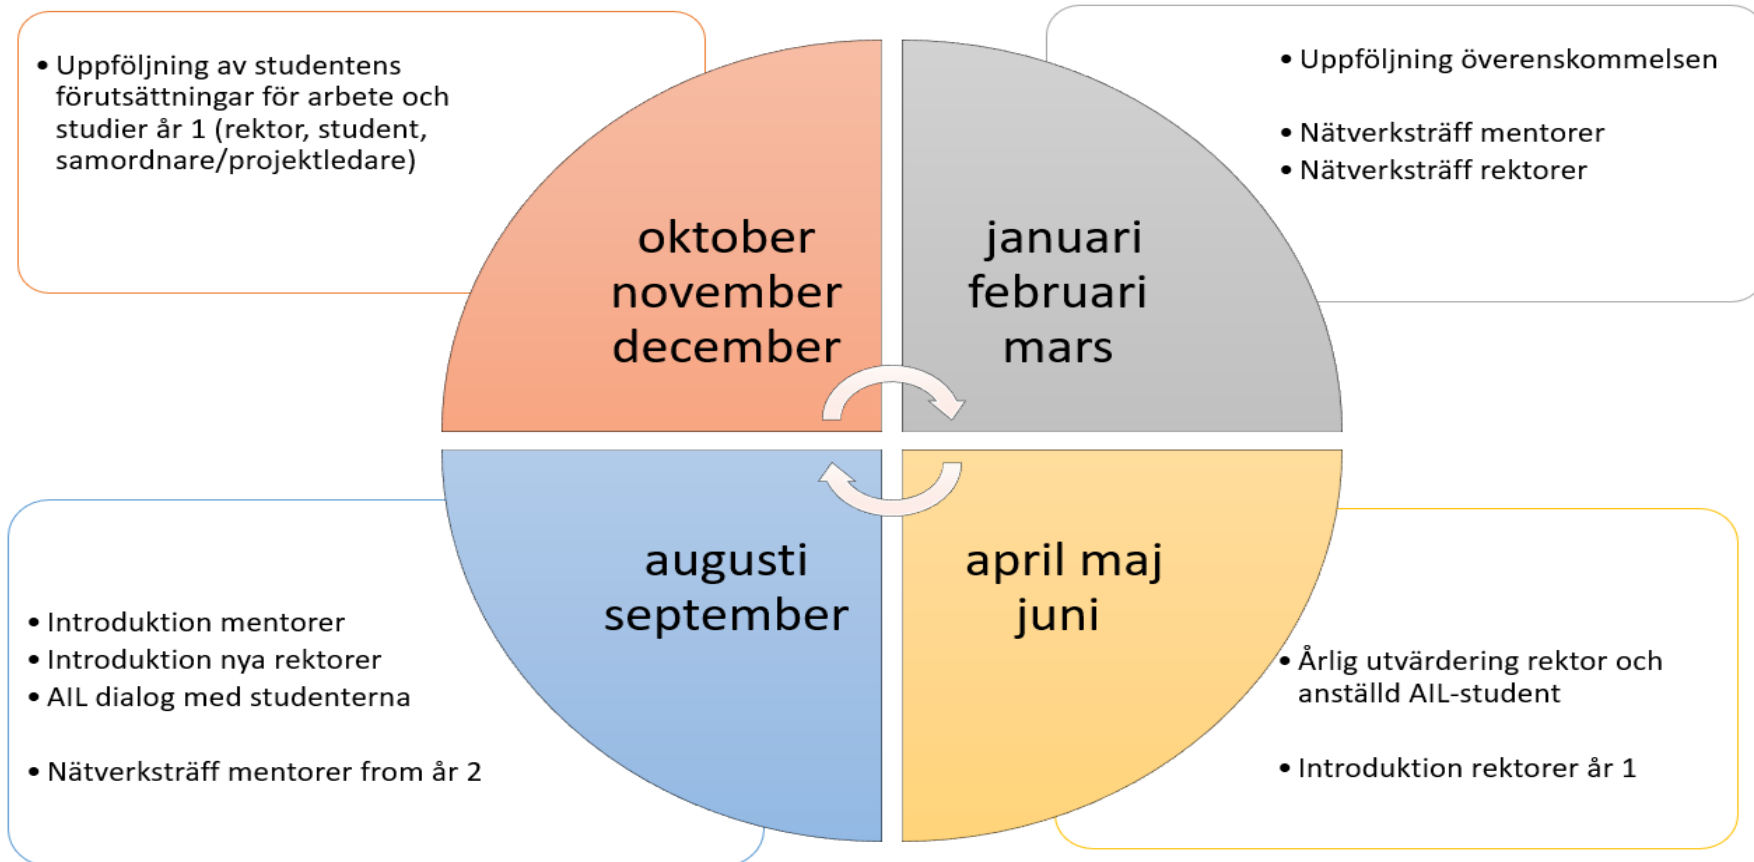 • Uppföljning av studentens
förutsättningar för arbete och
studier år 1 (rektor, student,
samordnare/projektledare)
• Uppföljning överenskommelsen
• Nätverksträff mentorer
• Nätverksträff rektorer
oktober
november
december
januari
februari
mars
augusti
september
april maj
juni
• Introduktion mentorer
• Introduktion nya rektorer
• AIL dialog med studenterna
• Nätverksträff mentorer from år 2
• Årlig utvärdering rektor och
anställd AIL-student
• Introduktion rektorer år 1